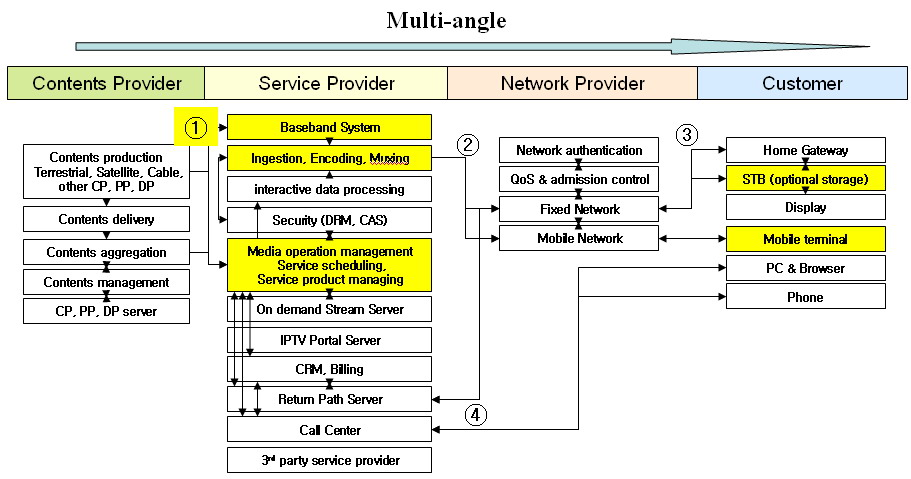 Multi-angle
Contents Provider
Service Provider
Network Provider
Customer
①
Contents production
Terrestrial, Satellite, Cable,
other CP, PP, DP
Contents delivery
Contents aggregation
Contents management
CP, PP, DP server
Baseband System
Ingestion, Encoding, Muxing
interactive data processing
Security (DRM, CAS)
Media operation management
Service scheduling,
Service product managing
On demand Stream Server
IPTV Portal Server
CRM, Billing
Return Path Server
Call Center
3rd party service provider
②
④
Network authentication
QoS & admission control
Fixed Network
Mobile Network
③
Home Gateway
STB (optional storage)
Display
Mobile terminal
PC & Browser
Phone